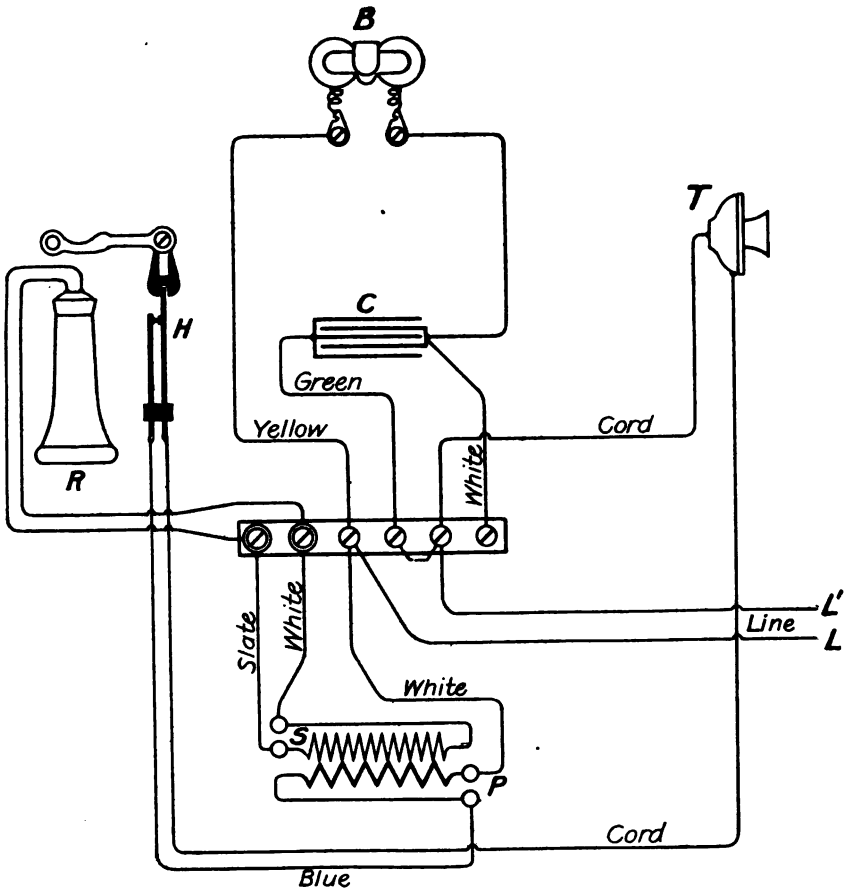 B
T
C
H
Green
Yellow
Cord
White
R
Slate
White
L'
Line
L
White
S
P
Cord
Blue